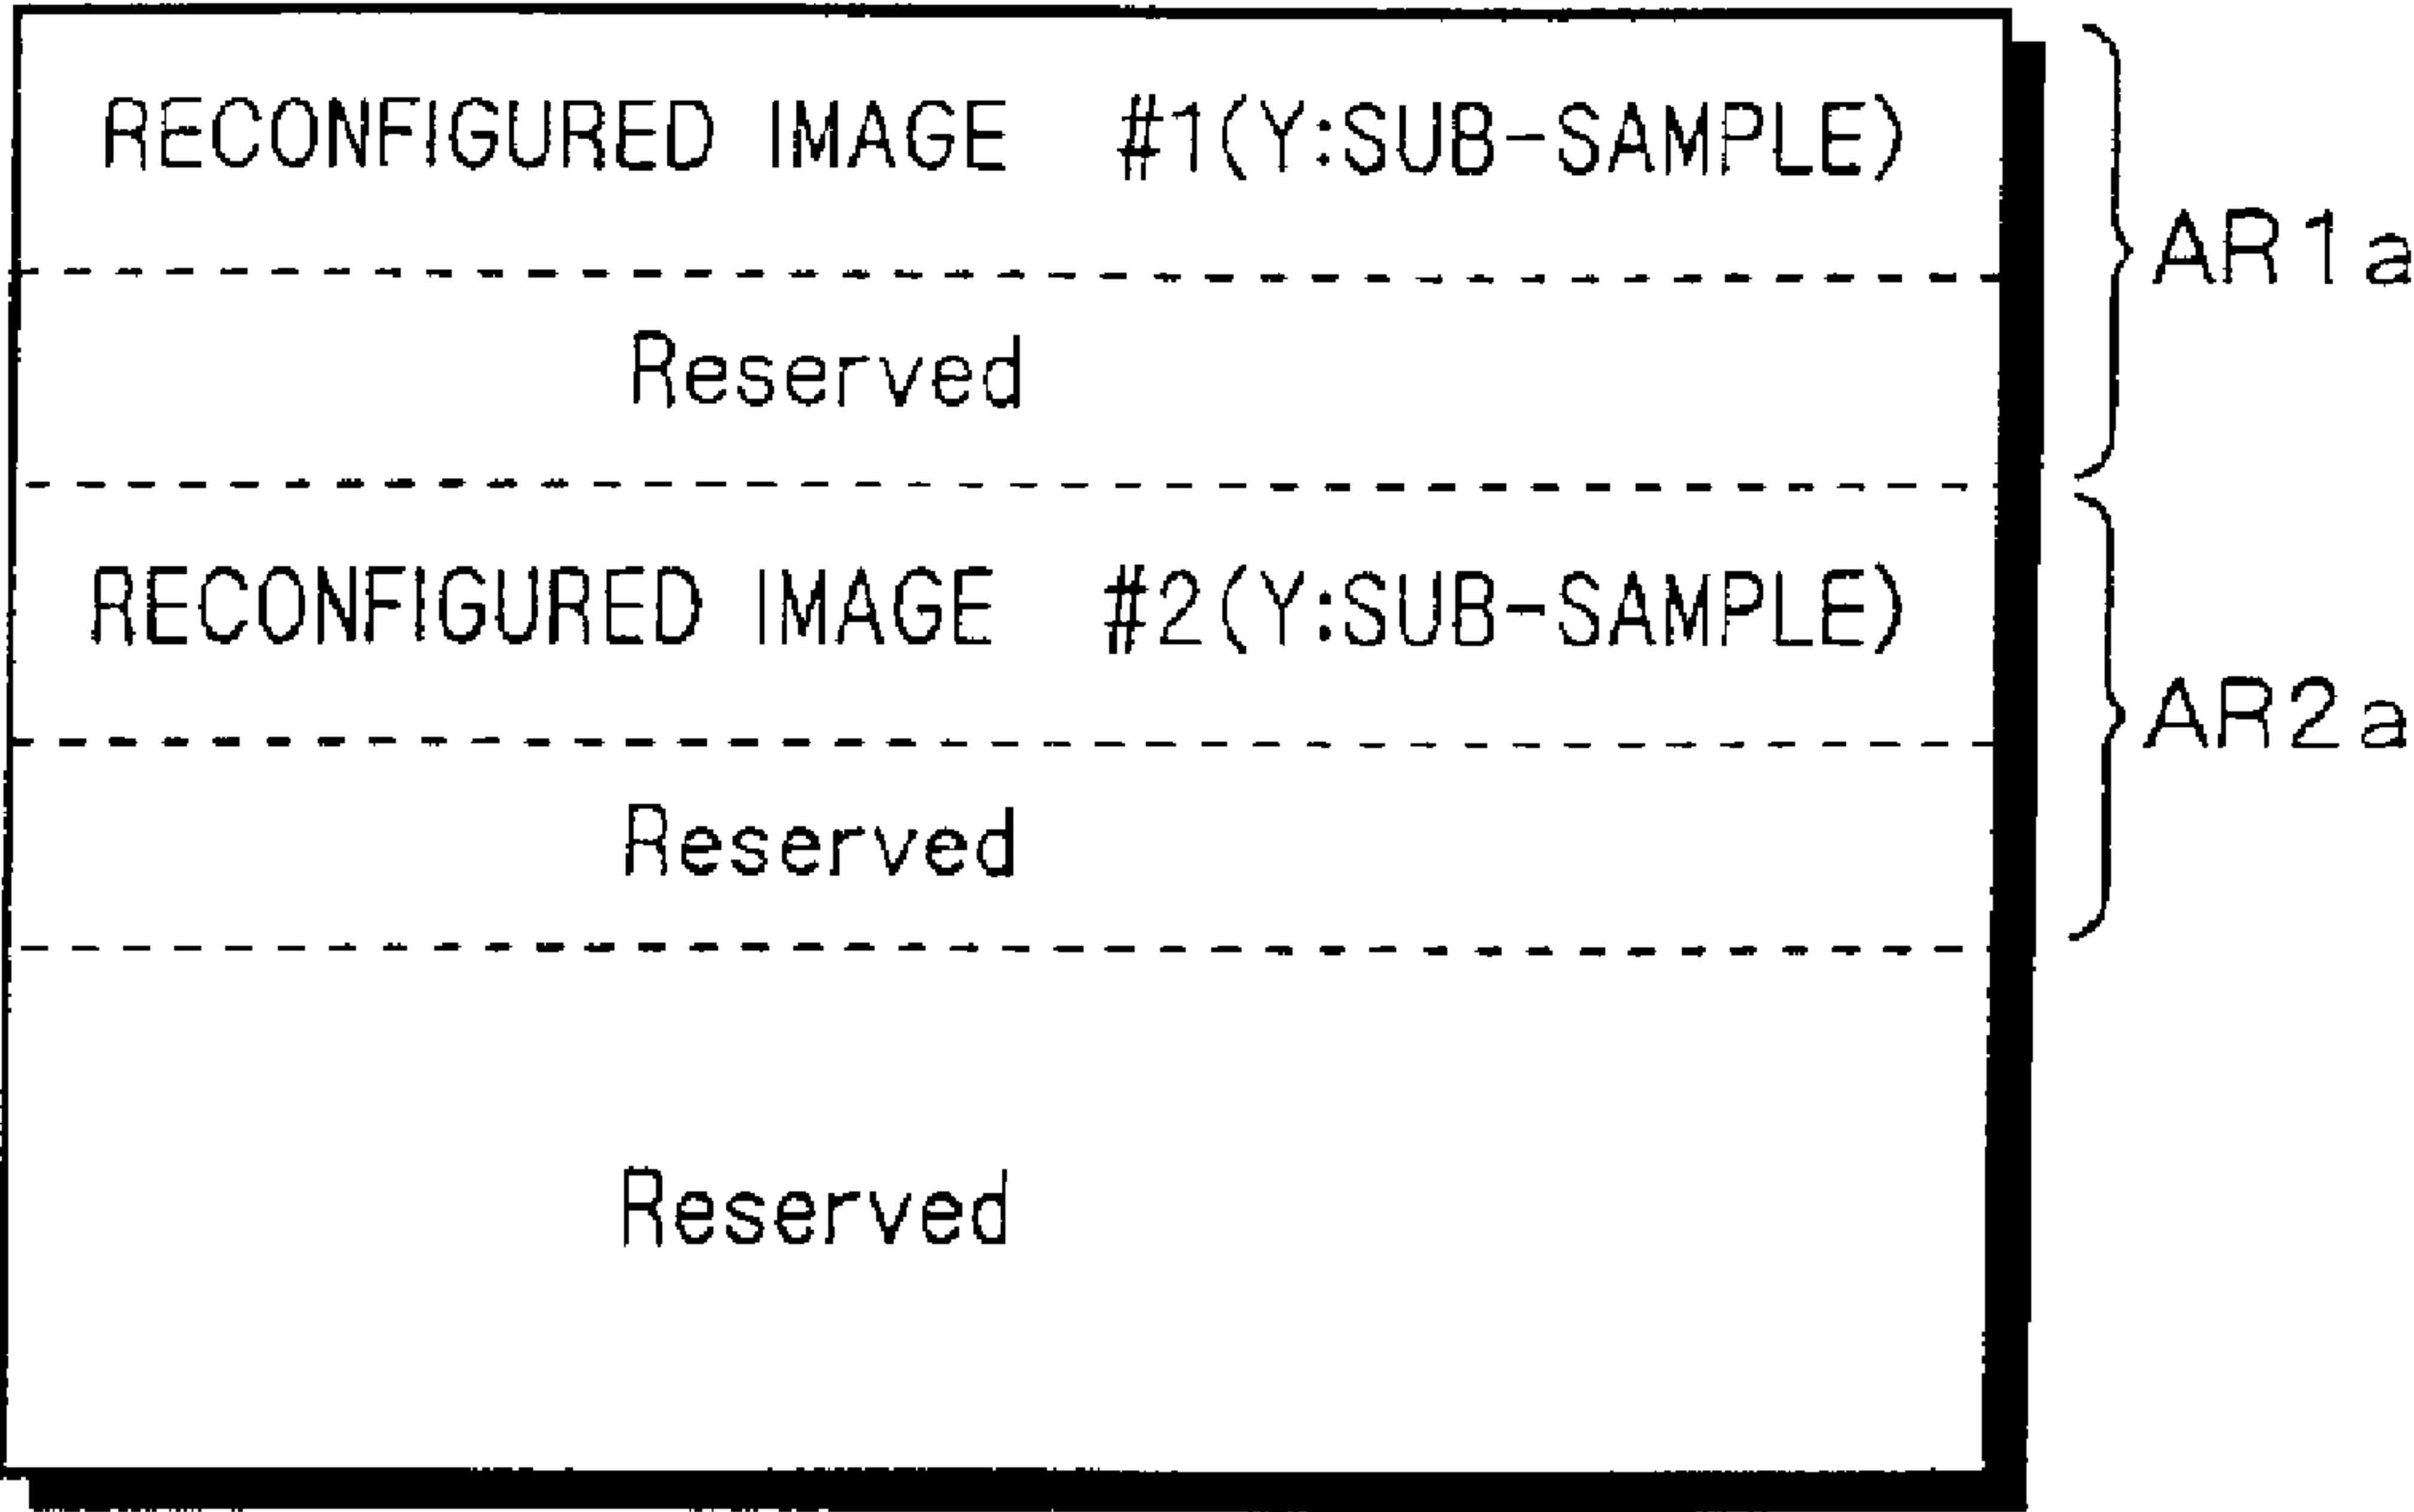 RECONFIGURED IMAGE #1(Y:SUB-SAMPLE)
AR1a
Reserved
RECONFIGURED IMAGE #2(Y:SUB-SAMPLE)
AR2a
Reserved
Reserved